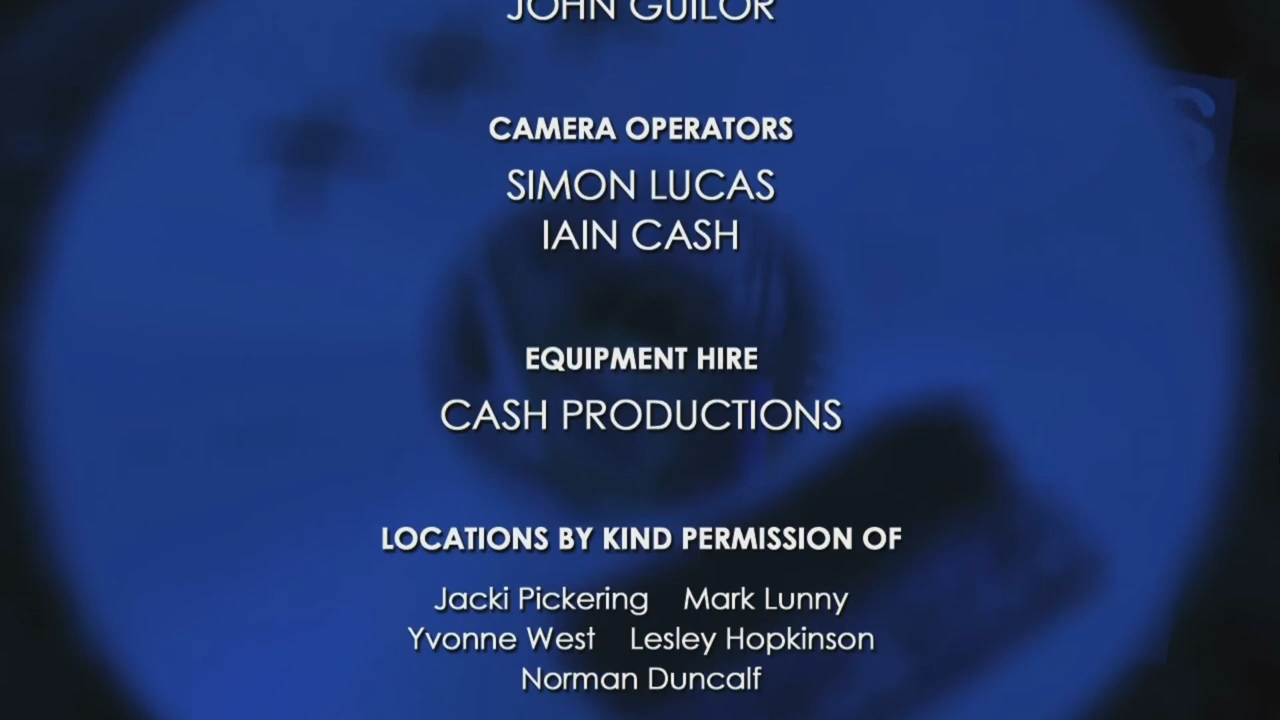 JOHN GUILOR
CAMERA OPERATORS
SIMON LUCAS
IAIN CASH
EQUIPMENT HIRE
CASH PRODUCTIONS
LOCATIONS BY KIND PERMISSION OF
Jacki Pickering Mark Lunny
Yvonne West Lesley Hopkinson
Norman Duncalf